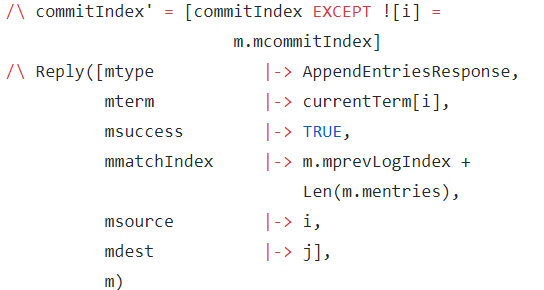 /\ commitIndex' = [commitIndex EXCEPT ![i] =
m.mcommitIndex]
/\ Reply([mtype |-> AppendEntriesResponse,
mterm |-> currentTerm[i],
msuccess |-> TRUE,
mmatchIndex |-> m.mprevLogIndex +
Len(m.mentries),
msource |-> i,
mdest |-> j],
m)